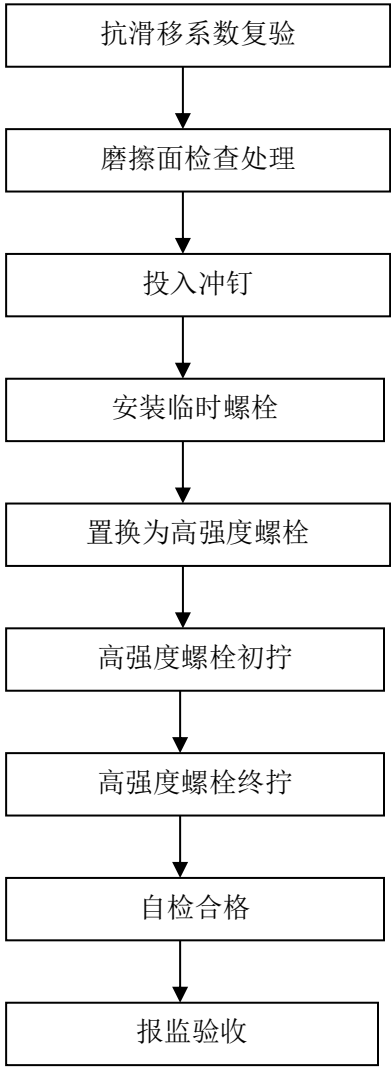 抗滑移系数复验
磨擦面检查处理
投入冲钉
安装临时螺栓
置换为高强度螺栓
高强度螺栓初拧
高强度螺栓终拧
自检合格
报监验收